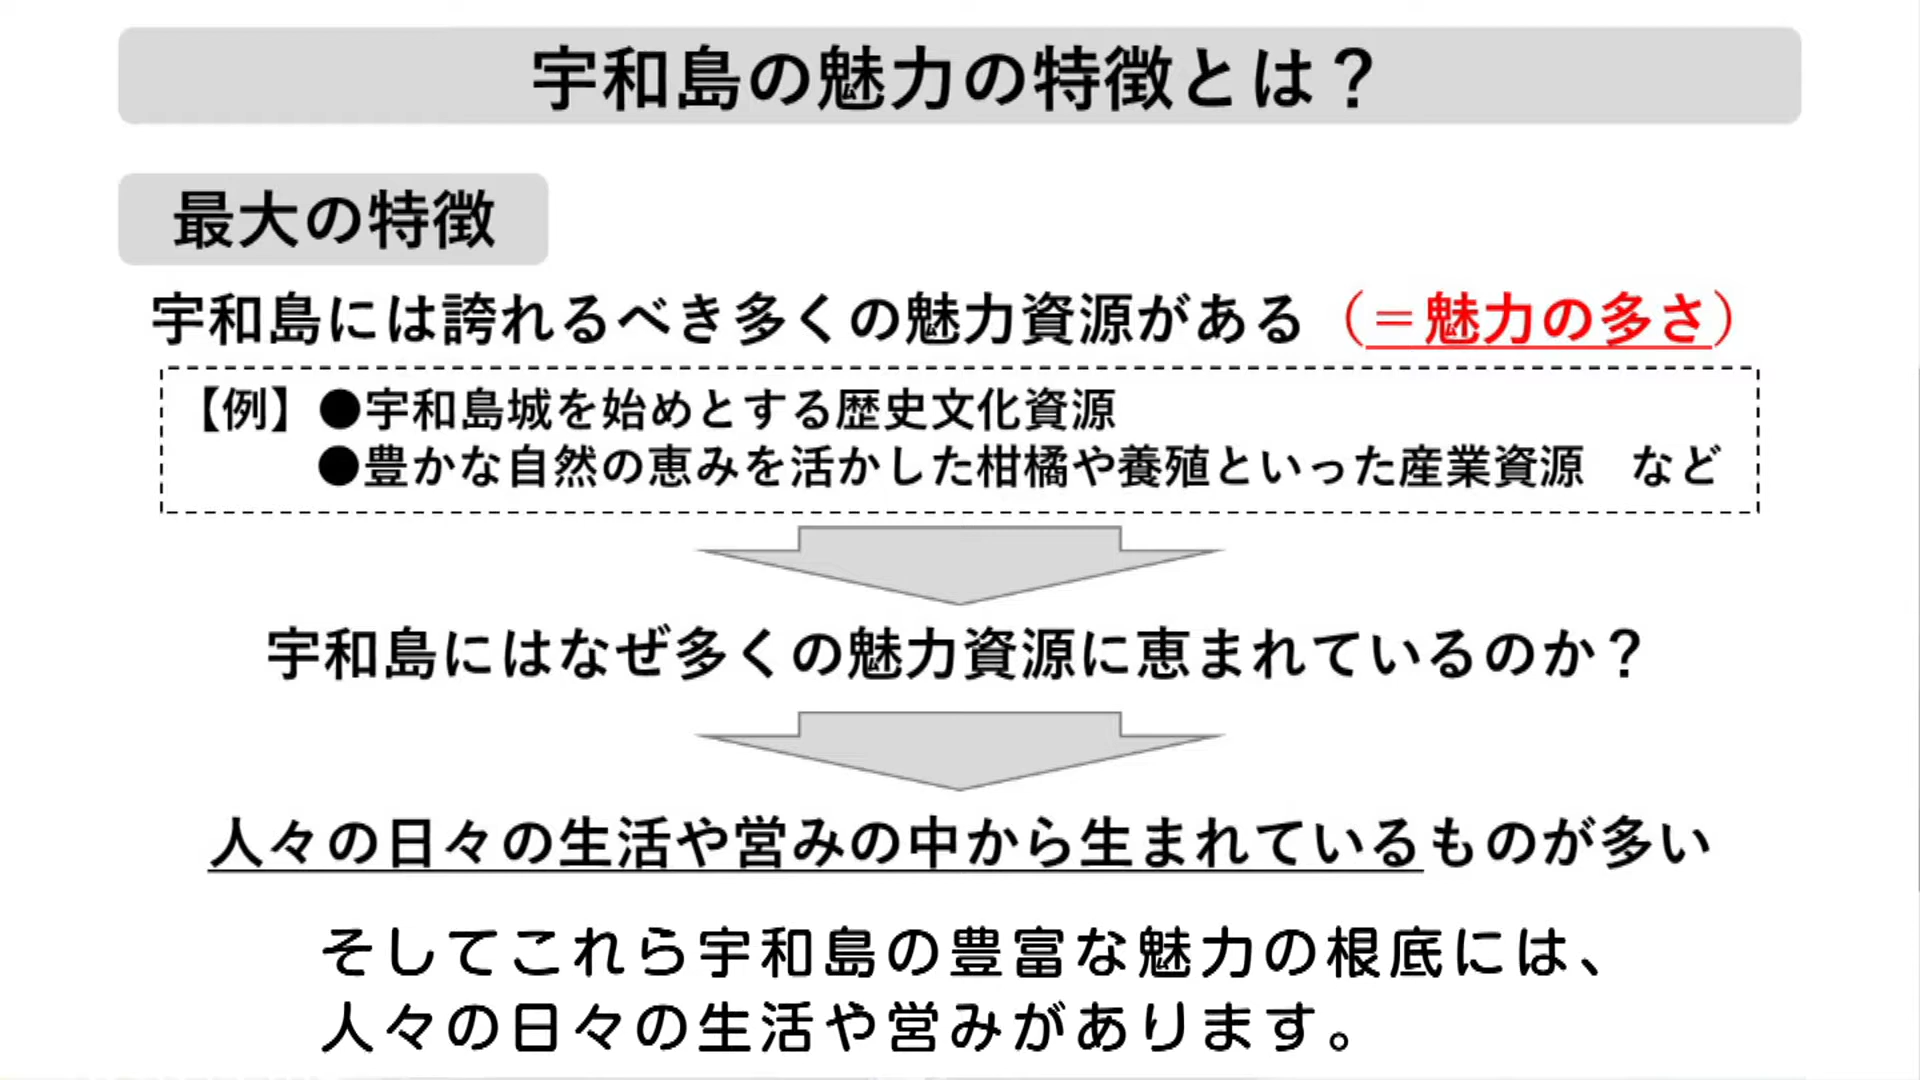 宇和島の魅力の特徴とは？
最大の特徴
宇和島には誇れるべき多くの魅力資源がある（＝魅力の多さ）
【例】●宇和島城を始めとする歴史文化資源
●豊かな自然の恵みを活かした柑橘や養殖といった産業資源　など
宇和島にはなぜ多くの魅力資源に恵まれているのか？
人々の日々の生活や営みの中から生まれているものが多い
そしてこれら宇和島の豊富な魅力の根底には、
人々の日々の生活や営みがあります。